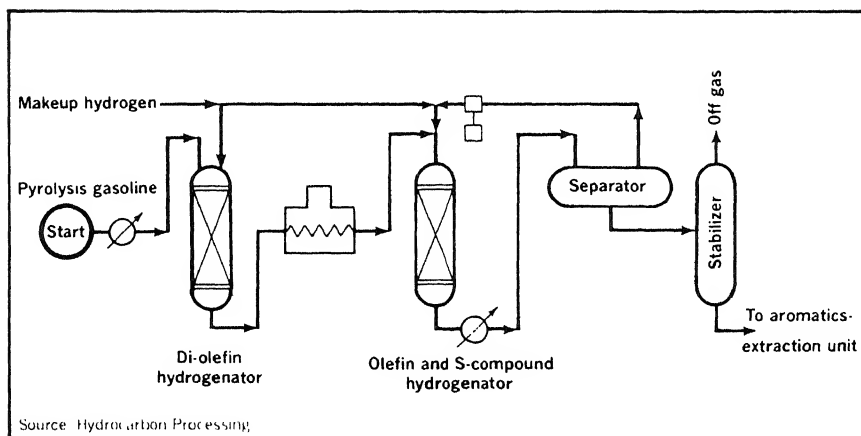 Makeup hydrogen
Off gas
Pyrolysis gasoline
Separator
Start
Stabilizer
To aromatics-
extraction unit
Di-olefin
hydrogenator
Olefin and S-compound
hydrogenator
Source Hydrocarbon Processing